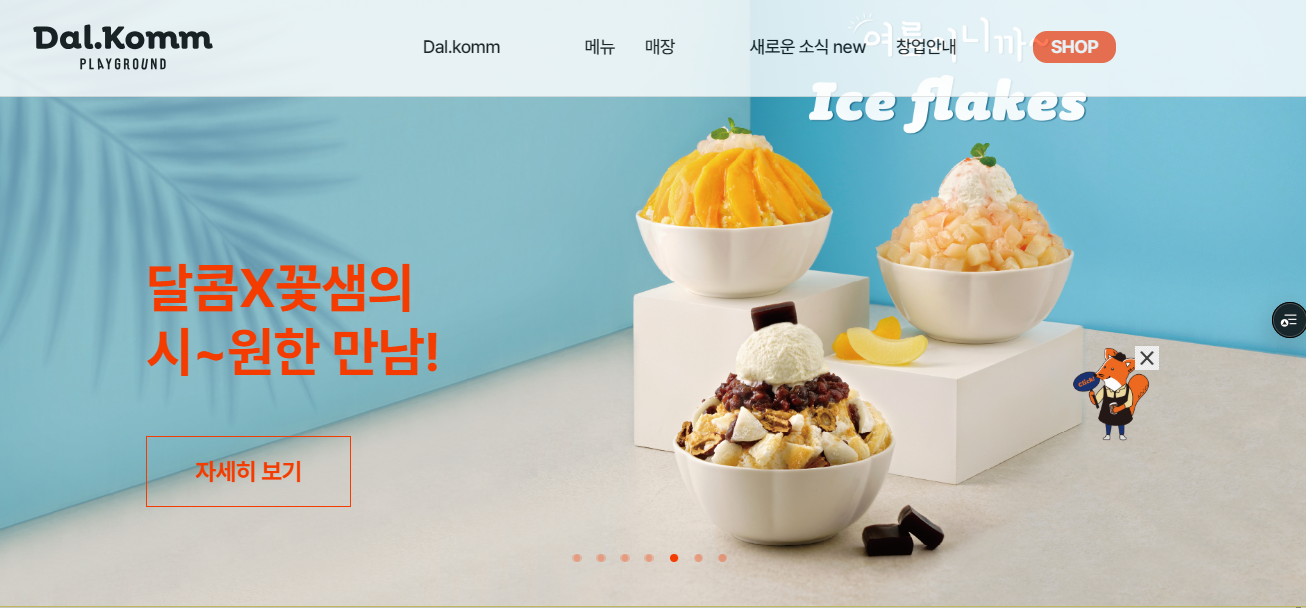 Dal.Komm
PLAYGROUND
Dal.komm
메뉴
매장
새로운 소식 new
창업안내
SHOP
여름이니까
Ice flakes
달콤X꽃샘의
시~원한 만남!
자세히 보기
Click!